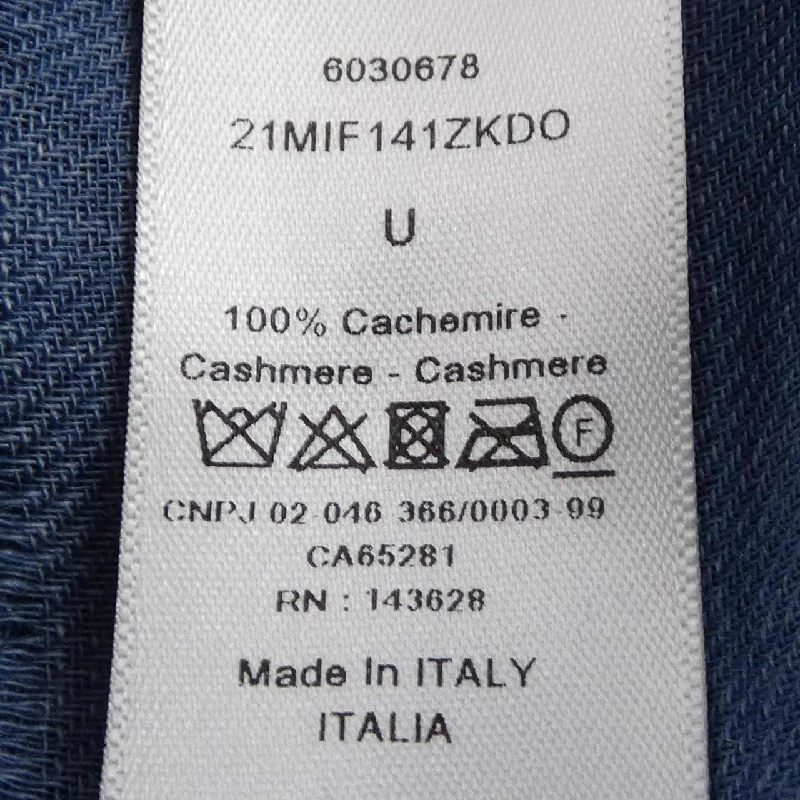 6030678
21MIF141ZKDO
U
100% Cachemire -
Cashmere - Cashmere
F
CNPJ 02-046 366/0003-99
CA65281
RN : 143628
Made In ITALY
ITALIA